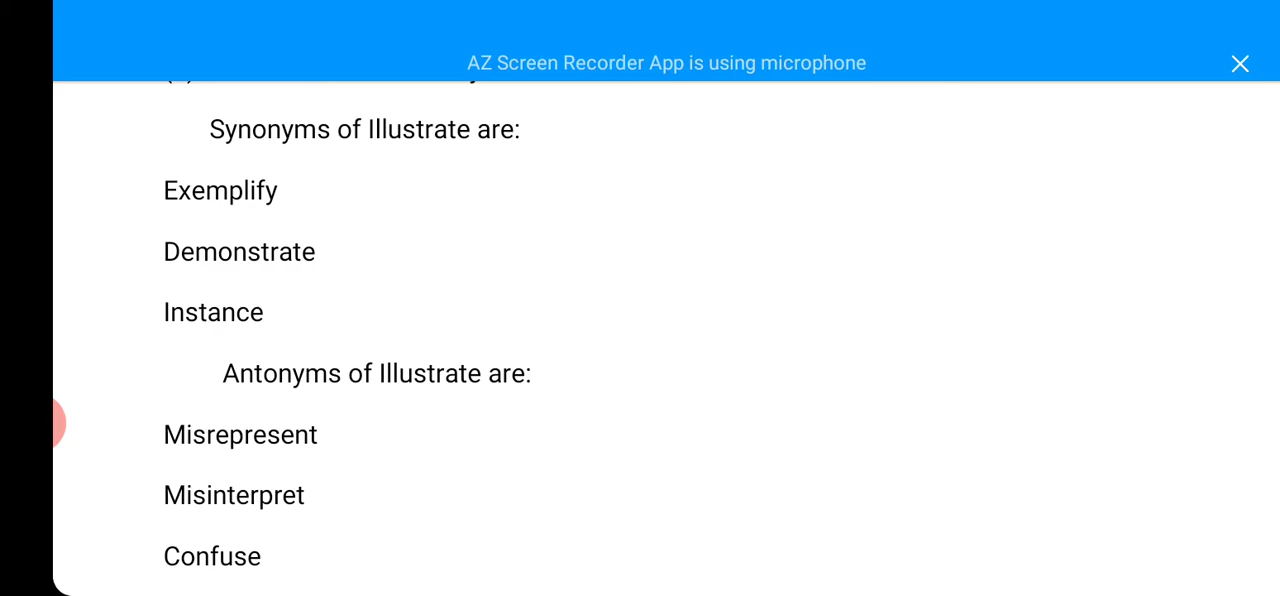 AZ Screen Recorder App is using microphone
Synonyms of Illustrate are:
Exemplify
Demonstrate
Instance
Antonyms of Illustrate are:
Misrepresent
Misinterpret
Confuse